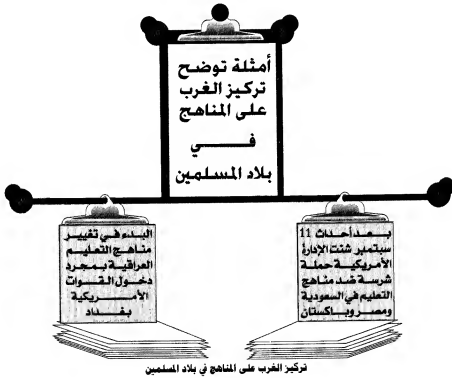 أمثلة توضح
تركيز الغرب
على المناهج
في
بلاد المسلمين
بعد أحداث 11
سبتمبر شنت الإدارة
الأمريكية حملة
شرسة ضد مناهج
التعليم في السعودية
ومصر وباكستان
البدء في تغيير
مناهج التعليم
العراقية بمجرد
دخول القوات
الأمريكية
بغداد
تركيز الغرب على المناهج في بلاد المسلمين